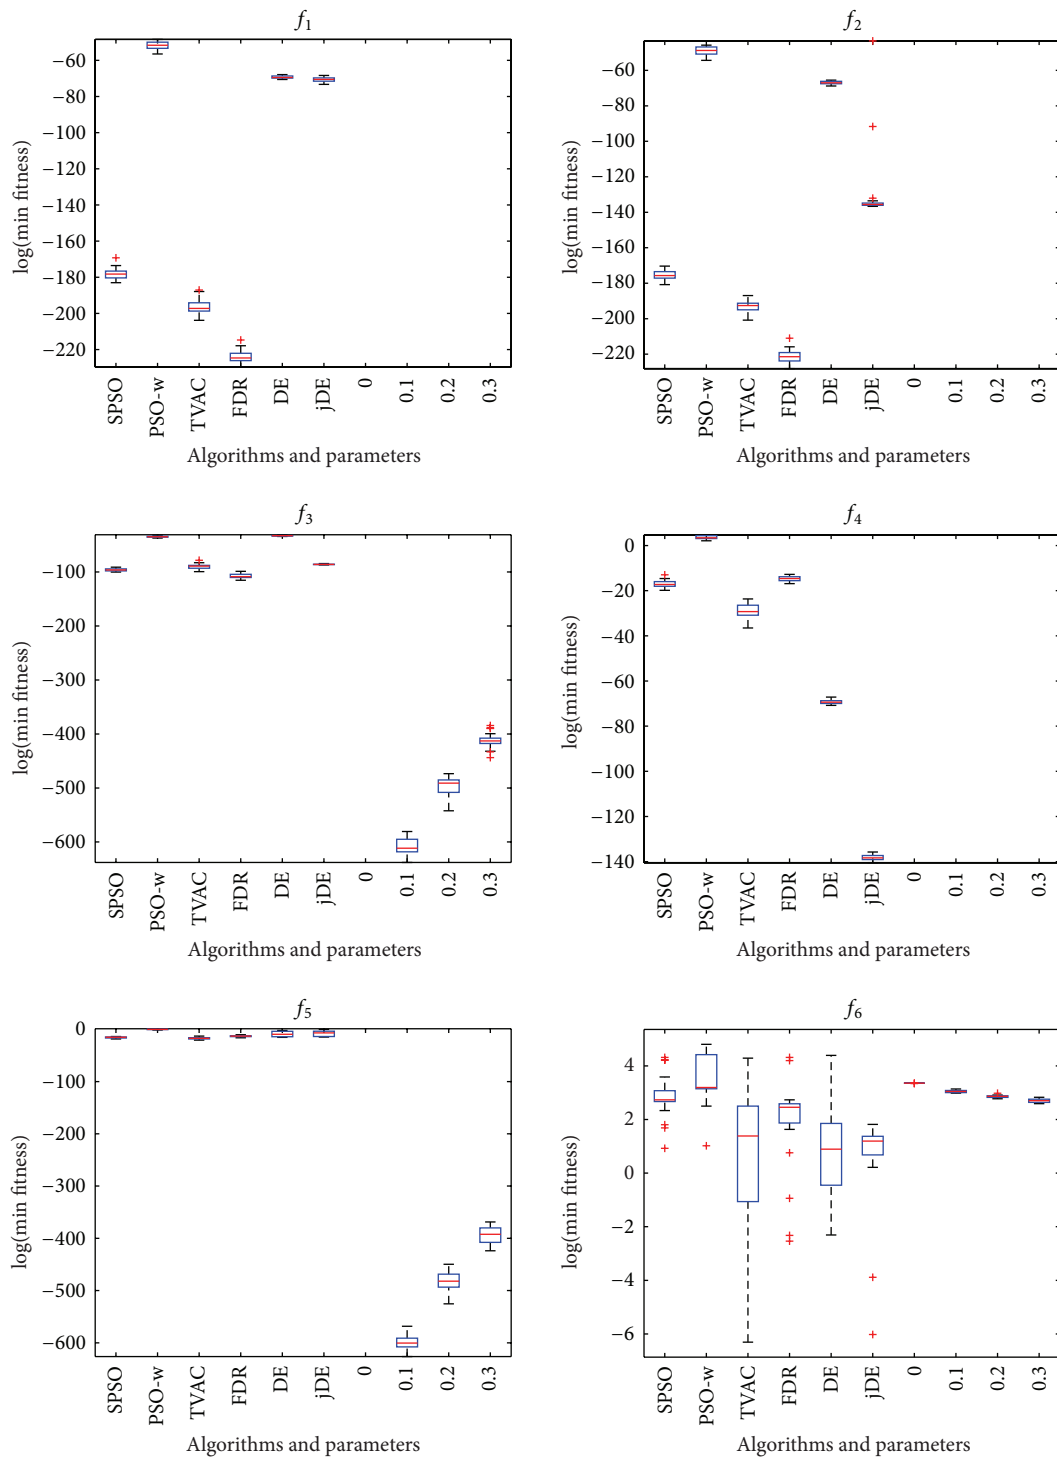 f1
−60
−80
−100
−120
−140
−160
−180
−200
−220
log(min fitness)
SPSO
PSO-w
TVAC
FDR
DE
jDE
0
0.1
0.2
0.3
Algorithms and parameters
f2
−60
−80
−100
−120
−140
−160
−180
−200
−220
log(min fitness)
SPSO
PSO-w
TVAC
FDR
DE
jDE
0
0.1
0.2
0.3
Algorithms and parameters
f3
−100
−200
−300
−400
−500
−600
log(min fitness)
SPSO
PSO-w
TVAC
FDR
DE
jDE
0
0.1
0.2
0.3
Algorithms and parameters
f4
0
−20
−40
−60
−80
−100
−120
−140
log(min fitness)
SPSO
PSO-w
TVAC
FDR
DE
jDE
0
0.1
0.2
0.3
Algorithms and parameters
f5
0
−100
−200
−300
−400
−500
−600
log(min fitness)
SPSO
PSO-w
TVAC
FDR
DE
jDE
0
0.1
0.2
0.3
Algorithms and parameters
f6
4
2
0
−2
−4
−6
log(min fitness)
SPSO
PSO-w
TVAC
FDR
DE
jDE
0
0.1
0.2
0.3
Algorithms and parameters